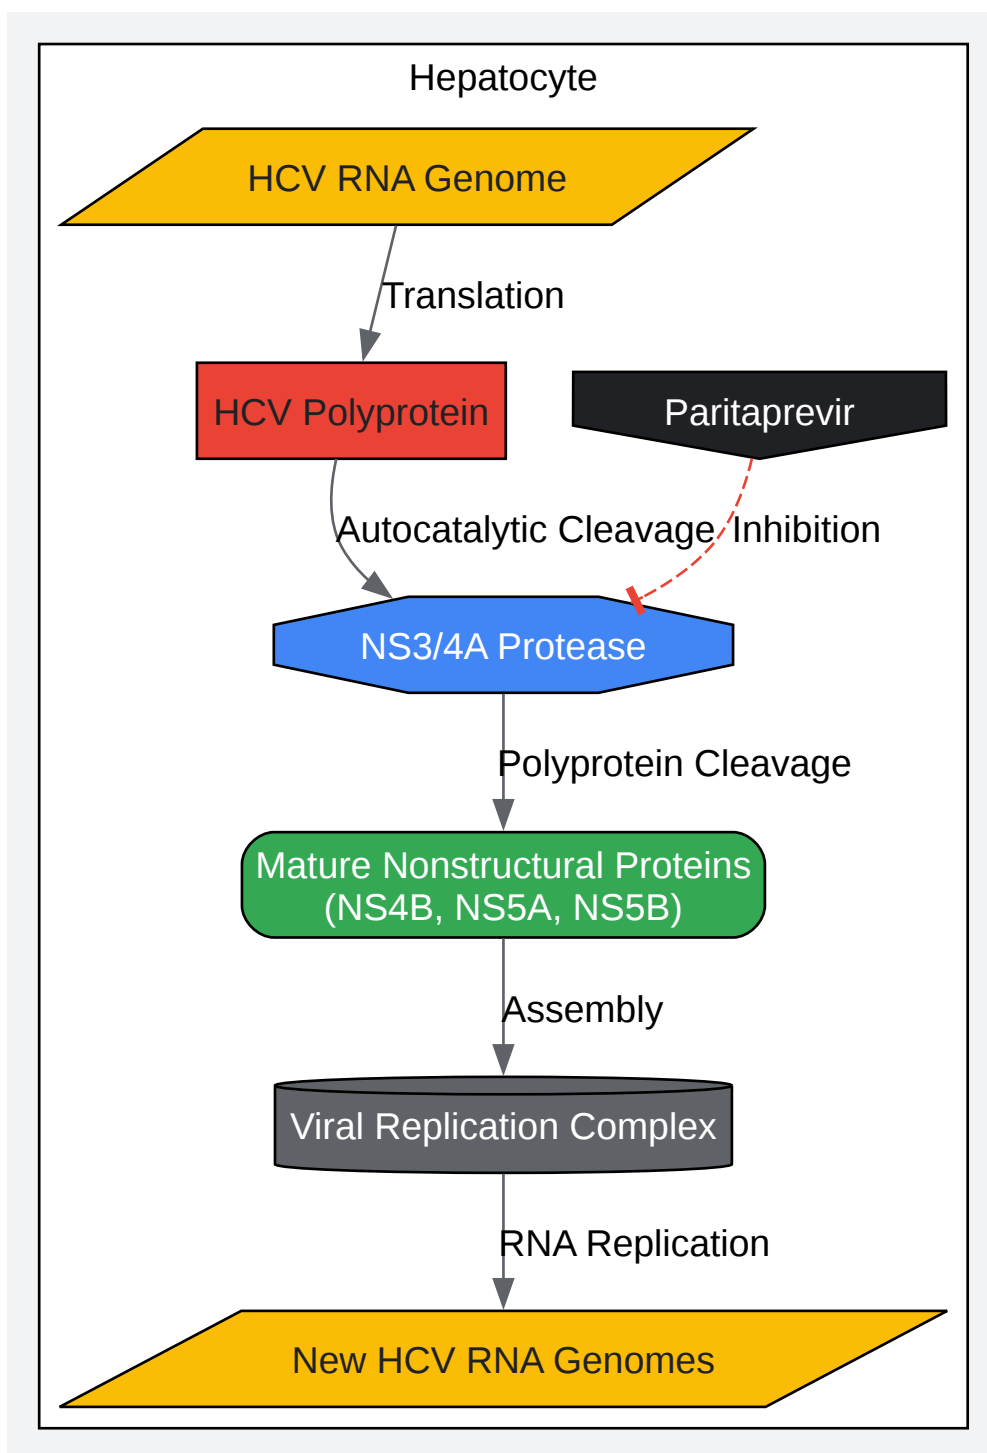 Hepatocyte
HCV RNA Genome
Translation
HCV Polyprotein
Paritaprevir
Autocatalytic Cleavage
Inhibition
NS3/4A Protease
Polyprotein Cleavage
Mature Nonstructural Proteins
(NS4B, NS5A, NS5B)
Assembly
Viral Replication Complex
RNA Replication
New HCV RNA Genomes